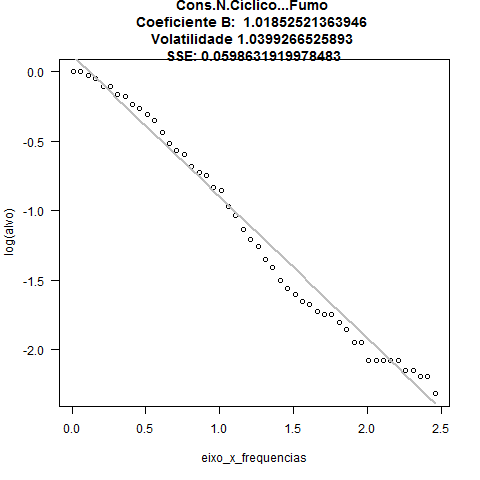 Cons.N.Ciclico...Fumo
Coeficiente B:  1.01852521363946
Volatilidade 1.0399266525893
SSE: 0.0598631919978483
0.0
-0.5
-1.0
-1.5
-2.0
log(alvo)
0.0 0.5 1.0 1.5 2.0 2.5
eixo_x_frequencias